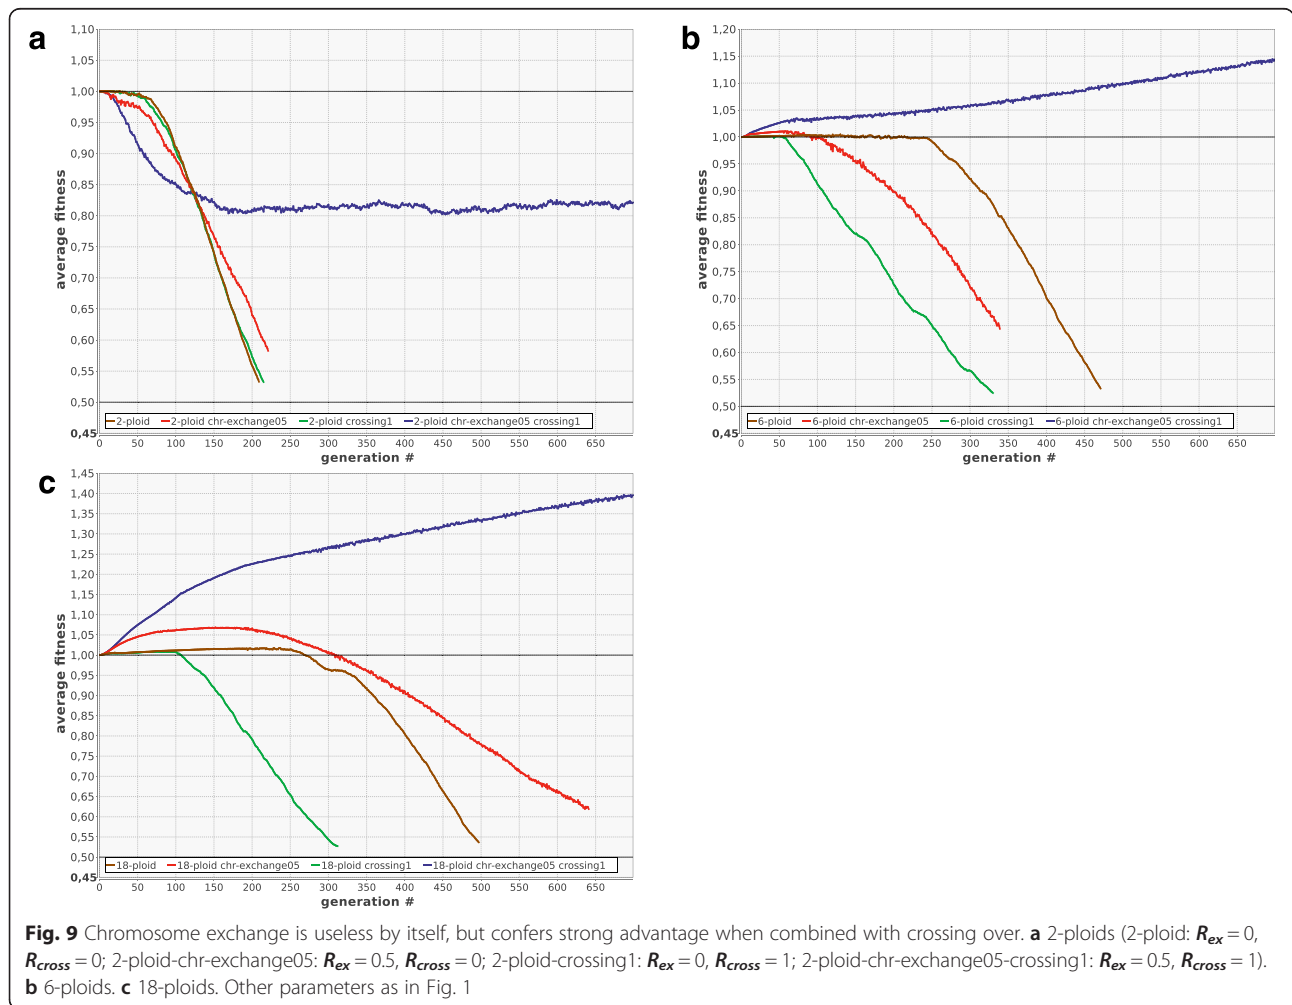 a
1,10
1,05
1,00
0,95
0,90
0,85
0,80
0,75
0,70
0,65
0,60
0,55
0,50
0,45
average fitness
2-ploid 2-ploid chr-exchange05 2-ploid crossing1 2-ploid chr-exchange05 crossing1
0 50 100 150 200 250 300 350 400 450 500 550 600 650
generation #
b
1,20
1,15
1,10
1,05
1,00
0,95
0,90
0,85
0,80
0,75
0,70
0,65
0,60
0,55
0,50
0,45
average fitness
6-ploid 6-ploid chr-exchange05 6-ploid crossing1 6-ploid chr-exchange05 crossing1
0 50 100 150 200 250 300 350 400 450 500 550 600 650
generation #
c
1,45
1,40
1,35
1,30
1,25
1,20
1,15
1,10
1,05
1,00
0,95
0,90
0,85
0,80
0,75
0,70
0,65
0,60
0,55
0,50
0,45
average fitness
18-ploid 18-ploid chr-exchange05 18-ploid crossing1 18-ploid chr-exchange05 crossing1
0 50 100 150 200 250 300 350 400 450 500 550 600 650
generation #
Fig. 9 Chromosome exchange is useless by itself, but confers strong advantage when combined with crossing over. a 2-ploids (2-ploid: Rex = 0,
Rcross = 0; 2-ploid-chr-exchange05: Rex = 0.5, Rcross = 0; 2-ploid-crossing1: Rex = 0, Rcross = 1; 2-ploid-chr-exchange05-crossing1: Rex = 0.5, Rcross = 1).
b 6-ploids. c 18-ploids. Other parameters as in Fig. 1